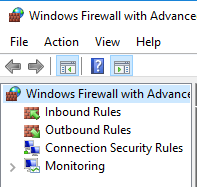 Windows Firewall with Advance
File Action View Help
Windows Firewall with Advance
Inbound Rules
Outbound Rules
Connection Security Rules
Monitoring